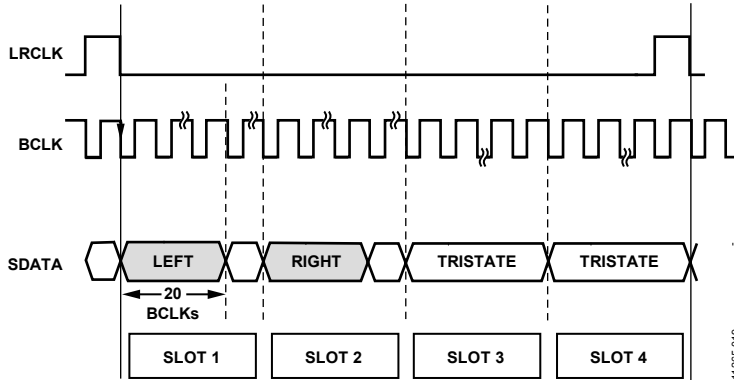 LRCLK
BCLK
SDATA
LEFT
RIGHT
TRISTATE
TRISTATE
20
BCLKs
SLOT 1
SLOT 2
SLOT 3
SLOT 4